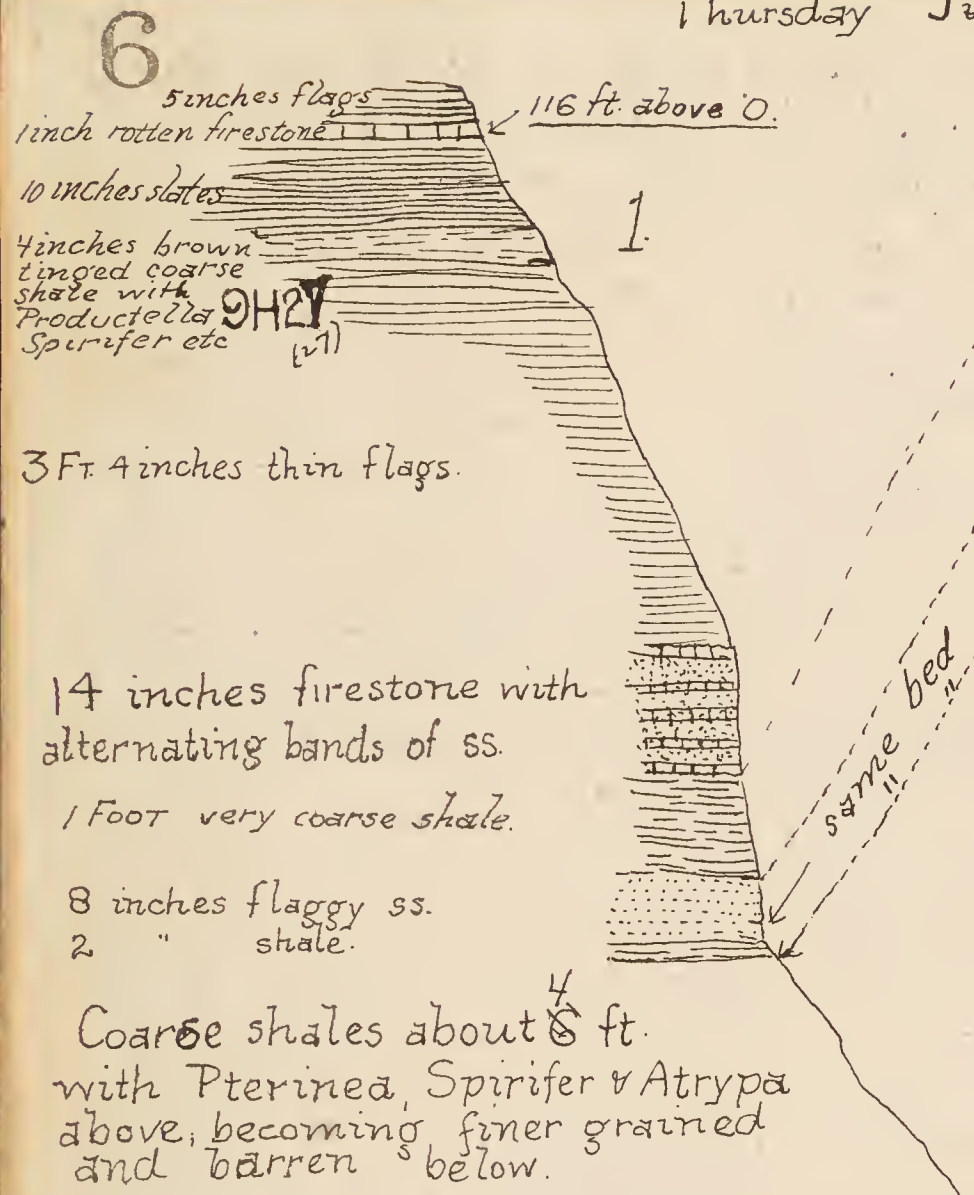 6
Thursday
5 inches flags
116 ft. above O.
1 inch rotten firestone
10 inches slates
1.
4 inches brown
tinged coarse
shale with
Productella 9H27
Spirifer etc (27)
3 FT. 4 inches thin flags.
14 inches firestone with
alternating bands of ss.
1 FOOT very coarse shale.
same bed
" "
8 inches flaggy ss.
2 " shale.
Coarse shales about 4 ft.
with Pterinea, Spirifer & Atrypa
above, becoming finer grained
and barren below.